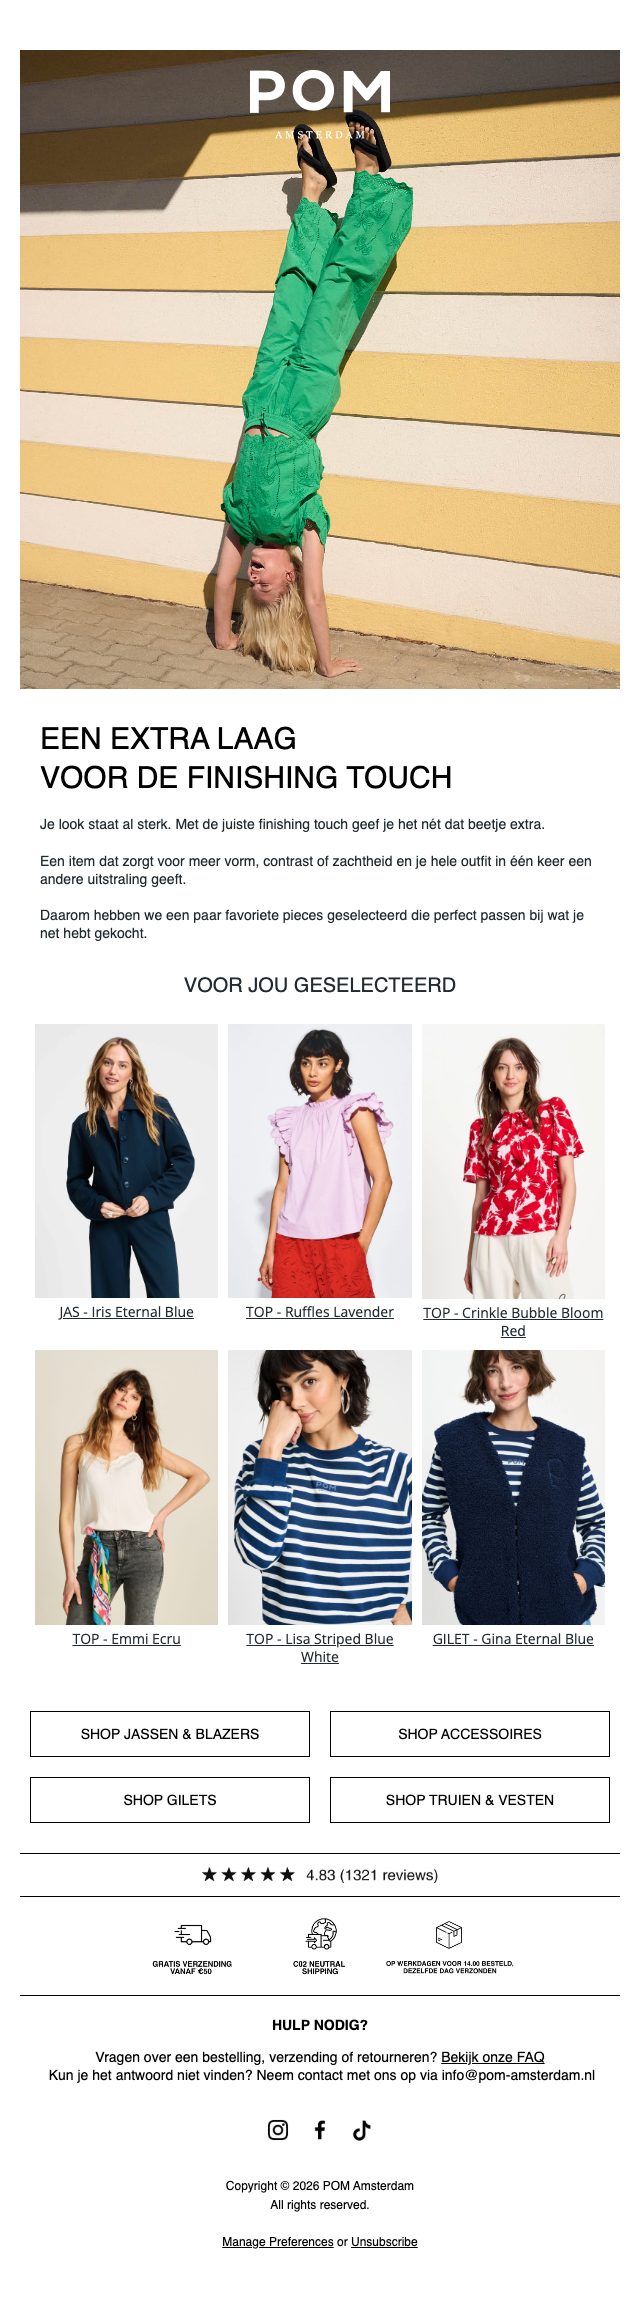 POM
AMSTERDAM
EEN EXTRA LAAG
VOOR DE FINISHING TOUCH
Je look staat al sterk. Met de juiste finishing touch geef je het nét dat beetje extra.
Een item dat zorgt voor meer vorm, contrast of zachtheid en je hele outfit in één keer een
andere uitstraling geeft.
Daarom hebben we een paar favoriete pieces geselecteerd die perfect passen bij wat je
net hebt gekocht.
VOOR JOU GESELECTEERD
JAS - Iris Eternal Blue
TOP - Ruffles Lavender
TOP - Crinkle Bubble Bloom
Red
POM
POM
TOP - Emmi Ecru
TOP - Lisa Striped Blue
White
GILET - Gina Eternal Blue
SHOP JASSEN & BLAZERS
SHOP ACCESSOIRES
SHOP GILETS
SHOP TRUIEN & VESTEN
★★★★★ 4.83 (1321 reviews)
GRATIS VERZENDING
VANAF €50
C02 NEUTRAL
SHIPPING
OP WERKDAGEN VOOR 14.00 BESTELD,
DEZELFDE DAG VERZONDEN
HULP NODIG?
Vragen over een bestelling, verzending of retourneren? Bekijk onze FAQ
Kun je het antwoord niet vinden? Neem contact met ons op via info@pom-amsterdam.nl
Copyright © 2026 POM Amsterdam
All rights reserved.
Manage Preferences or Unsubscribe